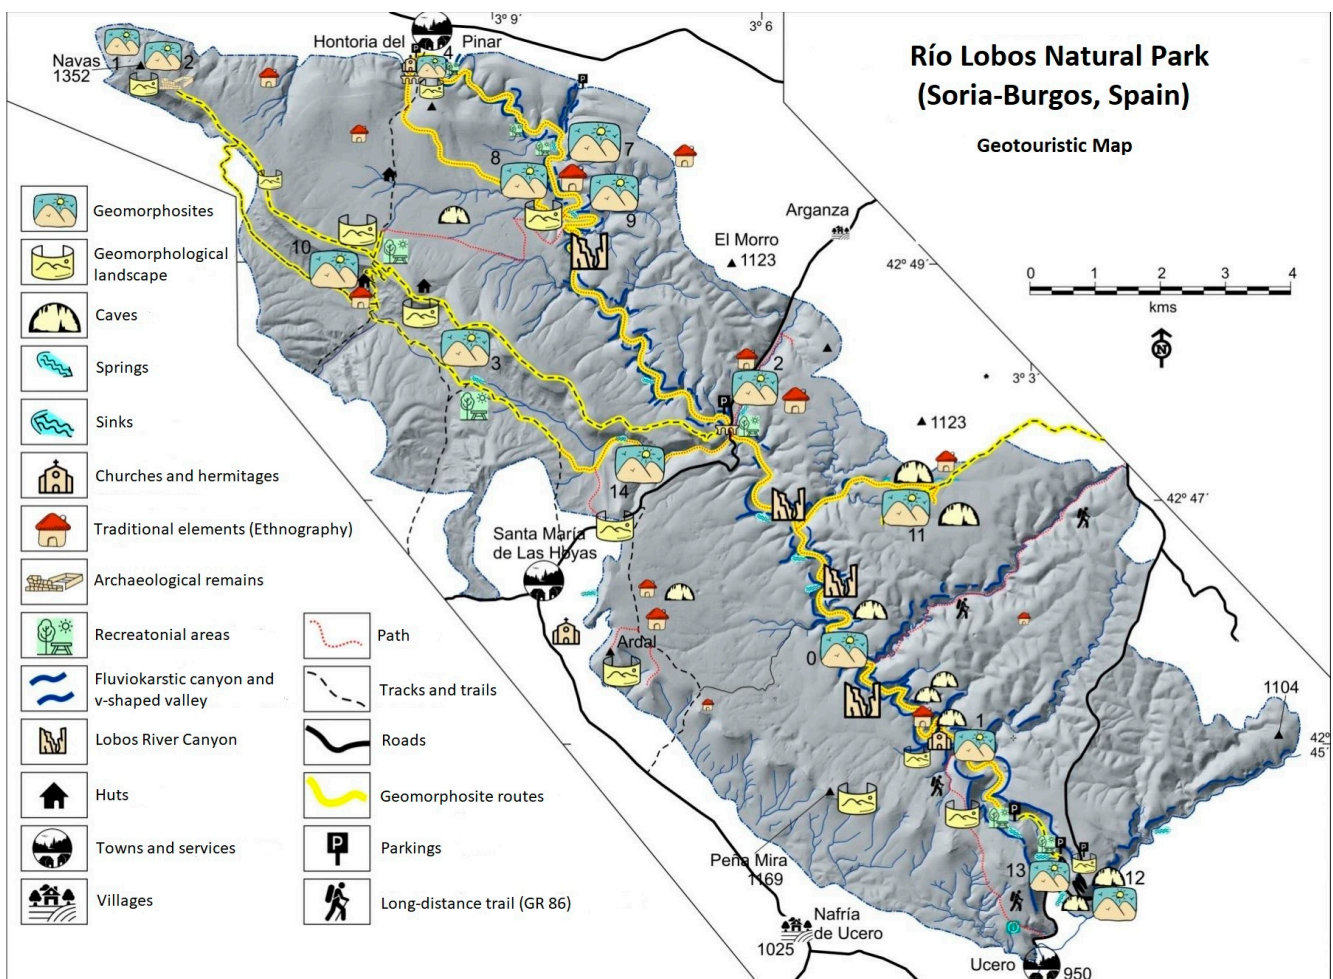 3º 9´
3º 6
Río Lobos Natural Park
(Soria-Burgos, Spain)
Geotouristic Map
Hontoria del
Pinar
4
Navas
1352
1
2
7
8
9
Arganza
El Morro
1123
42º 49´
0
1
2
3
4
kms
N
10
3
2
3º 3´
1123
14
11
42º 47´
Santa María
de Las Hoyas
Ardal
0
1
1104
42º
45´
Peña Mira
1169
13
12
Nafría
de Ucero
1025
Ucero
950
Geomorphosites
Geomorphological
landscape
Caves
Springs
Sinks
Churches and hermitages
Traditional elements (Ethnography)
Archaeological remains
Recreatonial areas
Fluviokarstic canyon and
v-shaped valley
Lobos River Canyon
Huts
Towns and services
Villages
Path
Tracks and trails
Roads
Geomorphosite routes
P
Parkings
Long-distance trail (GR 86)